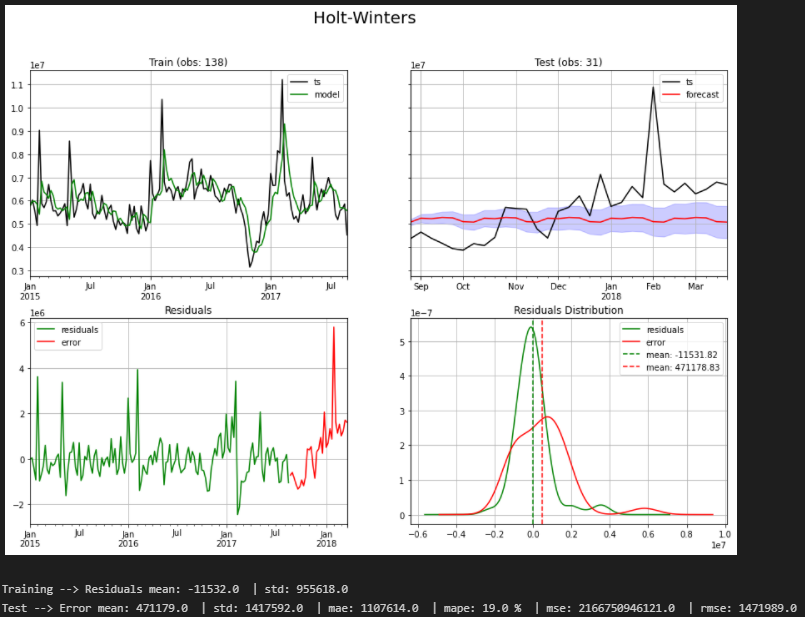 Holt-Winters
Train (obs: 138)
1e7
1.1
1.0
0.9
0.8
0.7
0.6
0.5
0.4
0.3
ts
model
Jan
2015
Jul
Jan
2016
Jul
Jan
2017
Jul
Test (obs: 31)
1e7
ts
forecast
Sep
Oct
Nov
Dec
Jan
2018
Feb
Mar
Residuals
1e6
6
4
2
0
−2
residuals
error
Jan
2015
Jul
Jan
2016
Jul
Jan
2017
Jul
Jan
2018
Residuals Distribution
1e−7
5
4
3
2
1
0
residuals
error
mean: -11531.82
mean: 471178.83
−0.6
−0.4
−0.2
0.0
0.2
0.4
0.6
0.8
1.0
1e7
Training --> Residuals mean: -11532.0 | std: 955618.0
Test --> Error mean: 471179.0 | std: 1417592.0 | mae: 1107614.0 | mape: 19.0 % | mse: 2166750946121.0 | rmse: 1471989.0